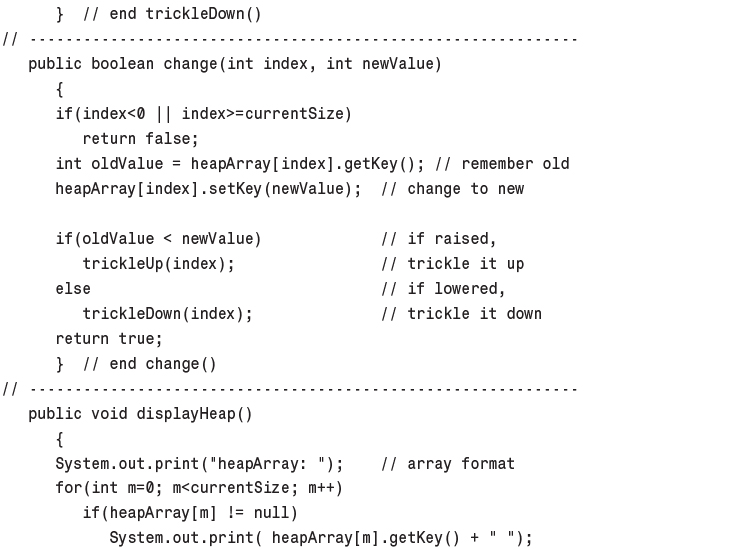 }  // end trickleDown()
// -------------------------------------------------------------
   public boolean change(int index, int newValue)
      {
      if(index<0 || index>=currentSize)
         return false;
      int oldValue = heapArray[index].getKey(); // remember old
      heapArray[index].setKey(newValue);  // change to new

      if(oldValue < newValue)             // if raised,
         trickleUp(index);                // trickle it up
      else                                // if lowered,
         trickleDown(index);              // trickle it down
      return true;
      }  // end change()
// -------------------------------------------------------------
   public void displayHeap()
      {
      System.out.print("heapArray: ");    // array format
      for(int m=0; m<currentSize; m++)
         if(heapArray[m] != null)
            System.out.print( heapArray[m].getKey() + " ");